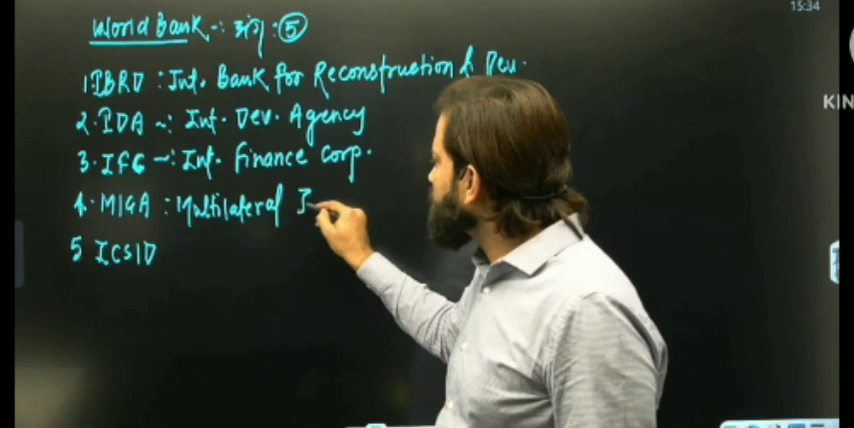 15:34
World Bank -: अंग :- 5
KIN
1 IBRD : Int. Bank for Reconstruction & Dev.
2. IDA -: Int. Dev. Agency
3. IFC -: Int. Finance Corp.
4. MIGA : Multilateral I
5 ICSID